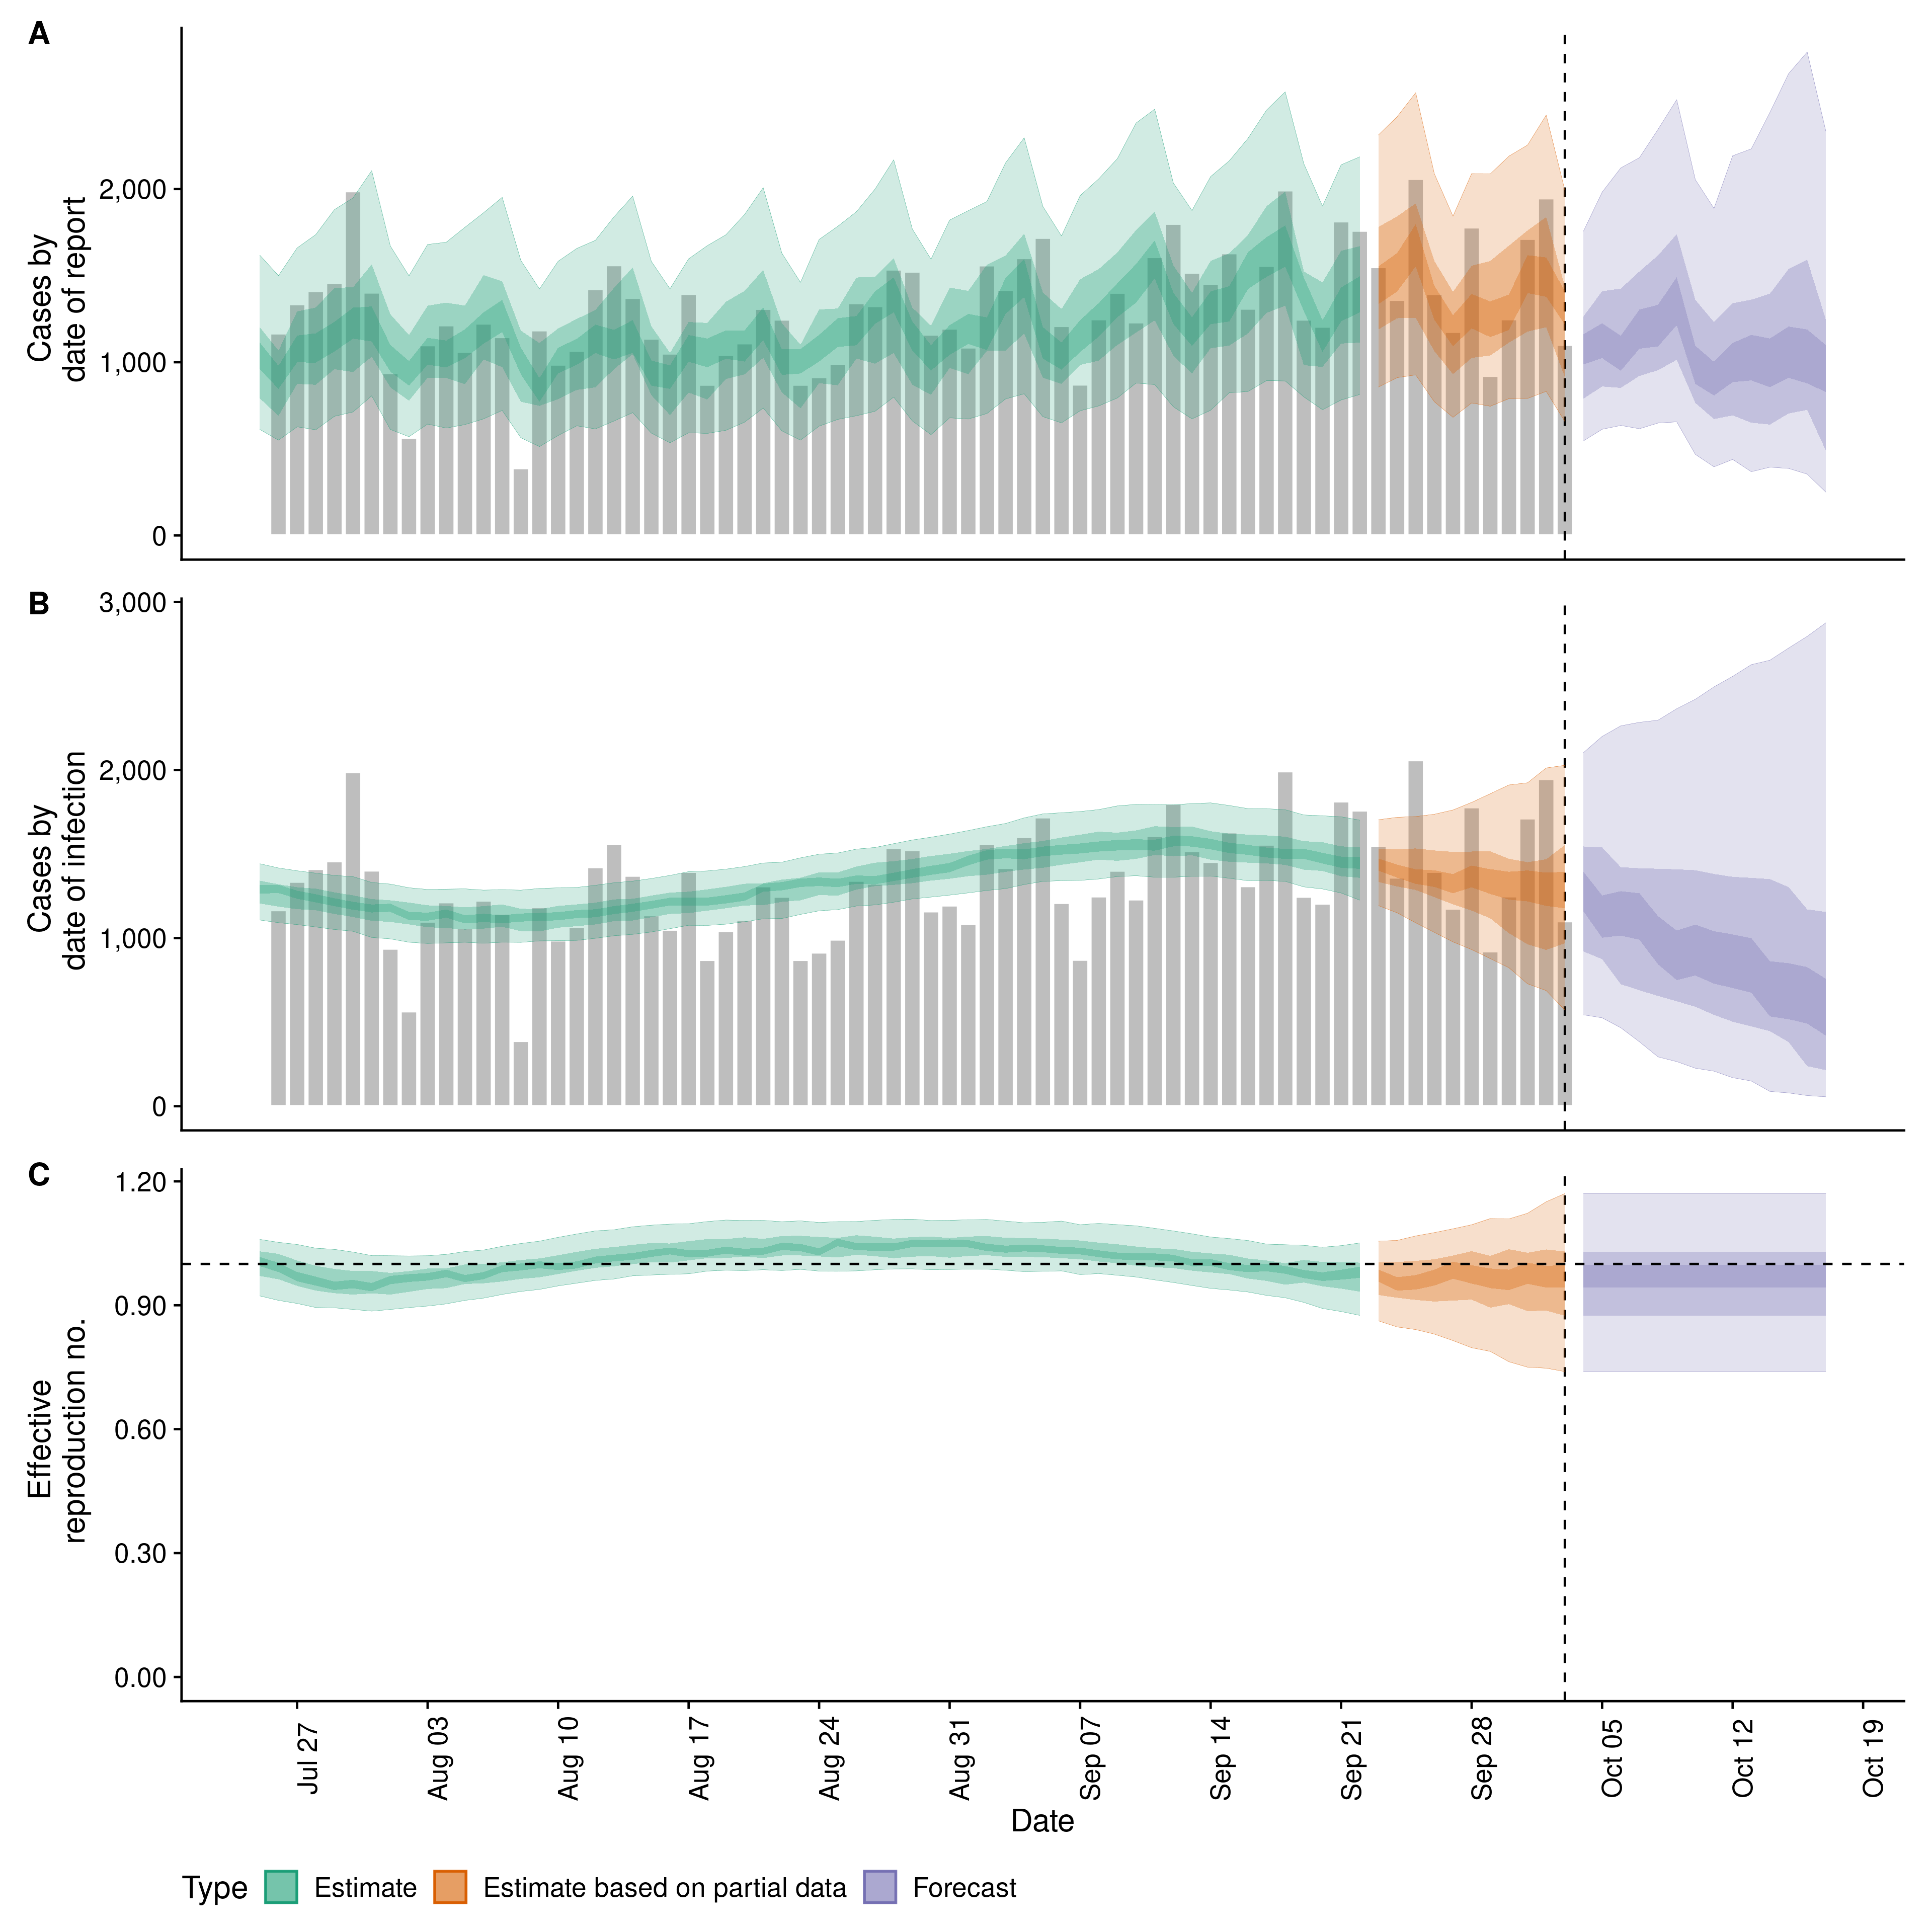 A
Cases by
date of report
2,000
1,000
0
B
Cases by
date of infection
3,000
2,000
1,000
0
C
Effective
reproduction no.
1.20
0.90
0.60
0.30
0.00
Jul 27
Aug 03
Aug 10
Aug 17
Aug 24
Aug 31
Sep 07
Sep 14
Sep 21
Sep 28
Oct 05
Oct 12
Oct 19
Date
Type Estimate Estimate based on partial data Forecast